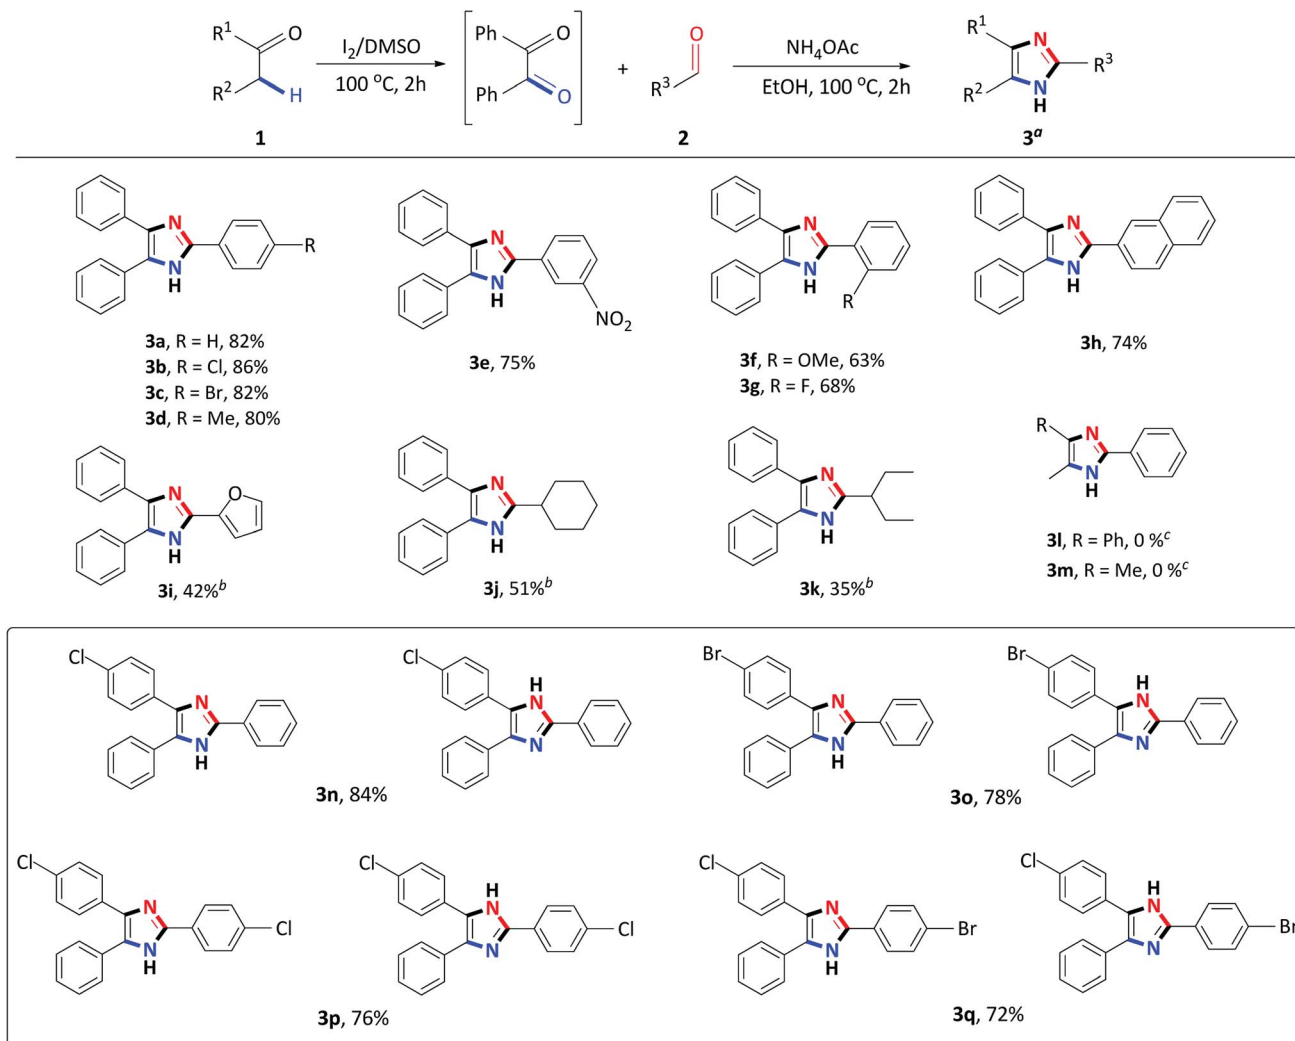 R¹ O R² H
I₂/DMSO
100 °C, 2h
Ph O Ph O
+
O R³
NH₄OAc
EtOH, 100 °C, 2h
R¹ N R³ R² N H
1 2 3ᵃ
N N H R
3a, R = H, 82%
3b, R = Cl, 86%
3c, R = Br, 82%
3d, R = Me, 80%
N N H NO₂
3e, 75%
N N H R
3f, R = OMe, 63%
3g, R = F, 68%
N N H
3h, 74%
N N H O
3i, 42%ᵇ
N N H
3j, 51%ᵇ
N N H
3k, 35%ᵇ
R N N H
3l, R = Ph, 0 %ᶜ
3m, R = Me, 0 %ᶜ
Cl N N H
Cl H N N
3n, 84%
Br N N H
Br H N N
3o, 78%
Cl N N H Cl
Cl H N N Cl
3p, 76%
Cl N N H Br
Cl H N N Br
3q, 72%